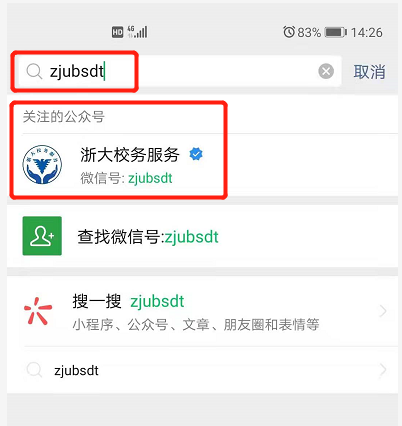 HD 4G 83% 14:26
zjubsdt 取消
关注的公众号
浙大校务服务
微信号: zjubsdt
查找微信号:zjubsdt
搜一搜 zjubsdt
小程序、公众号、文章、朋友圈和表情等
zjubsdt